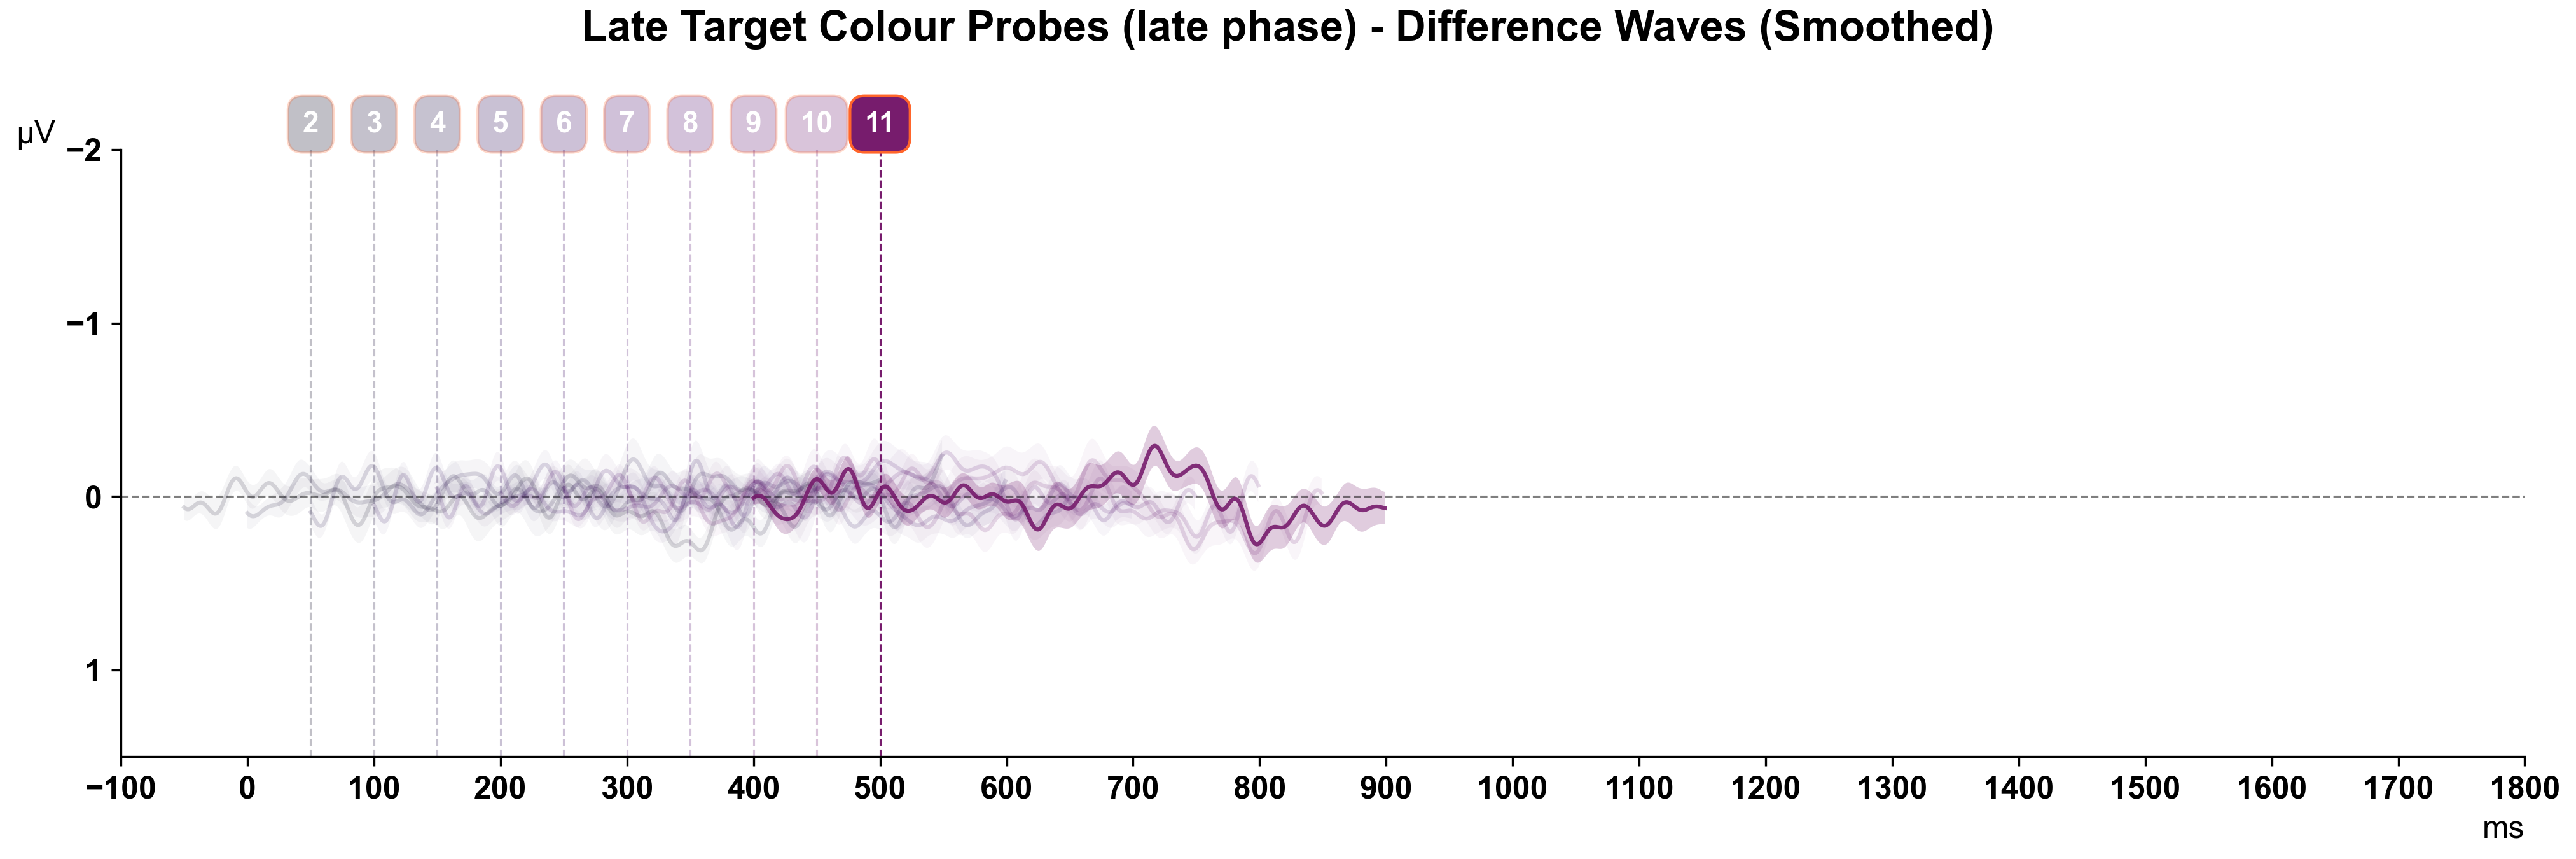 Late Target Colour Probes (late phase) - Difference Waves (Smoothed)
2 3 4 5 6 7 8 9 10 11
µV
−2
−1
0
1
−100 0 100 200 300 400 500 600 700 800 900 1000 1100 1200 1300 1400 1500 1600 1700 1800
ms